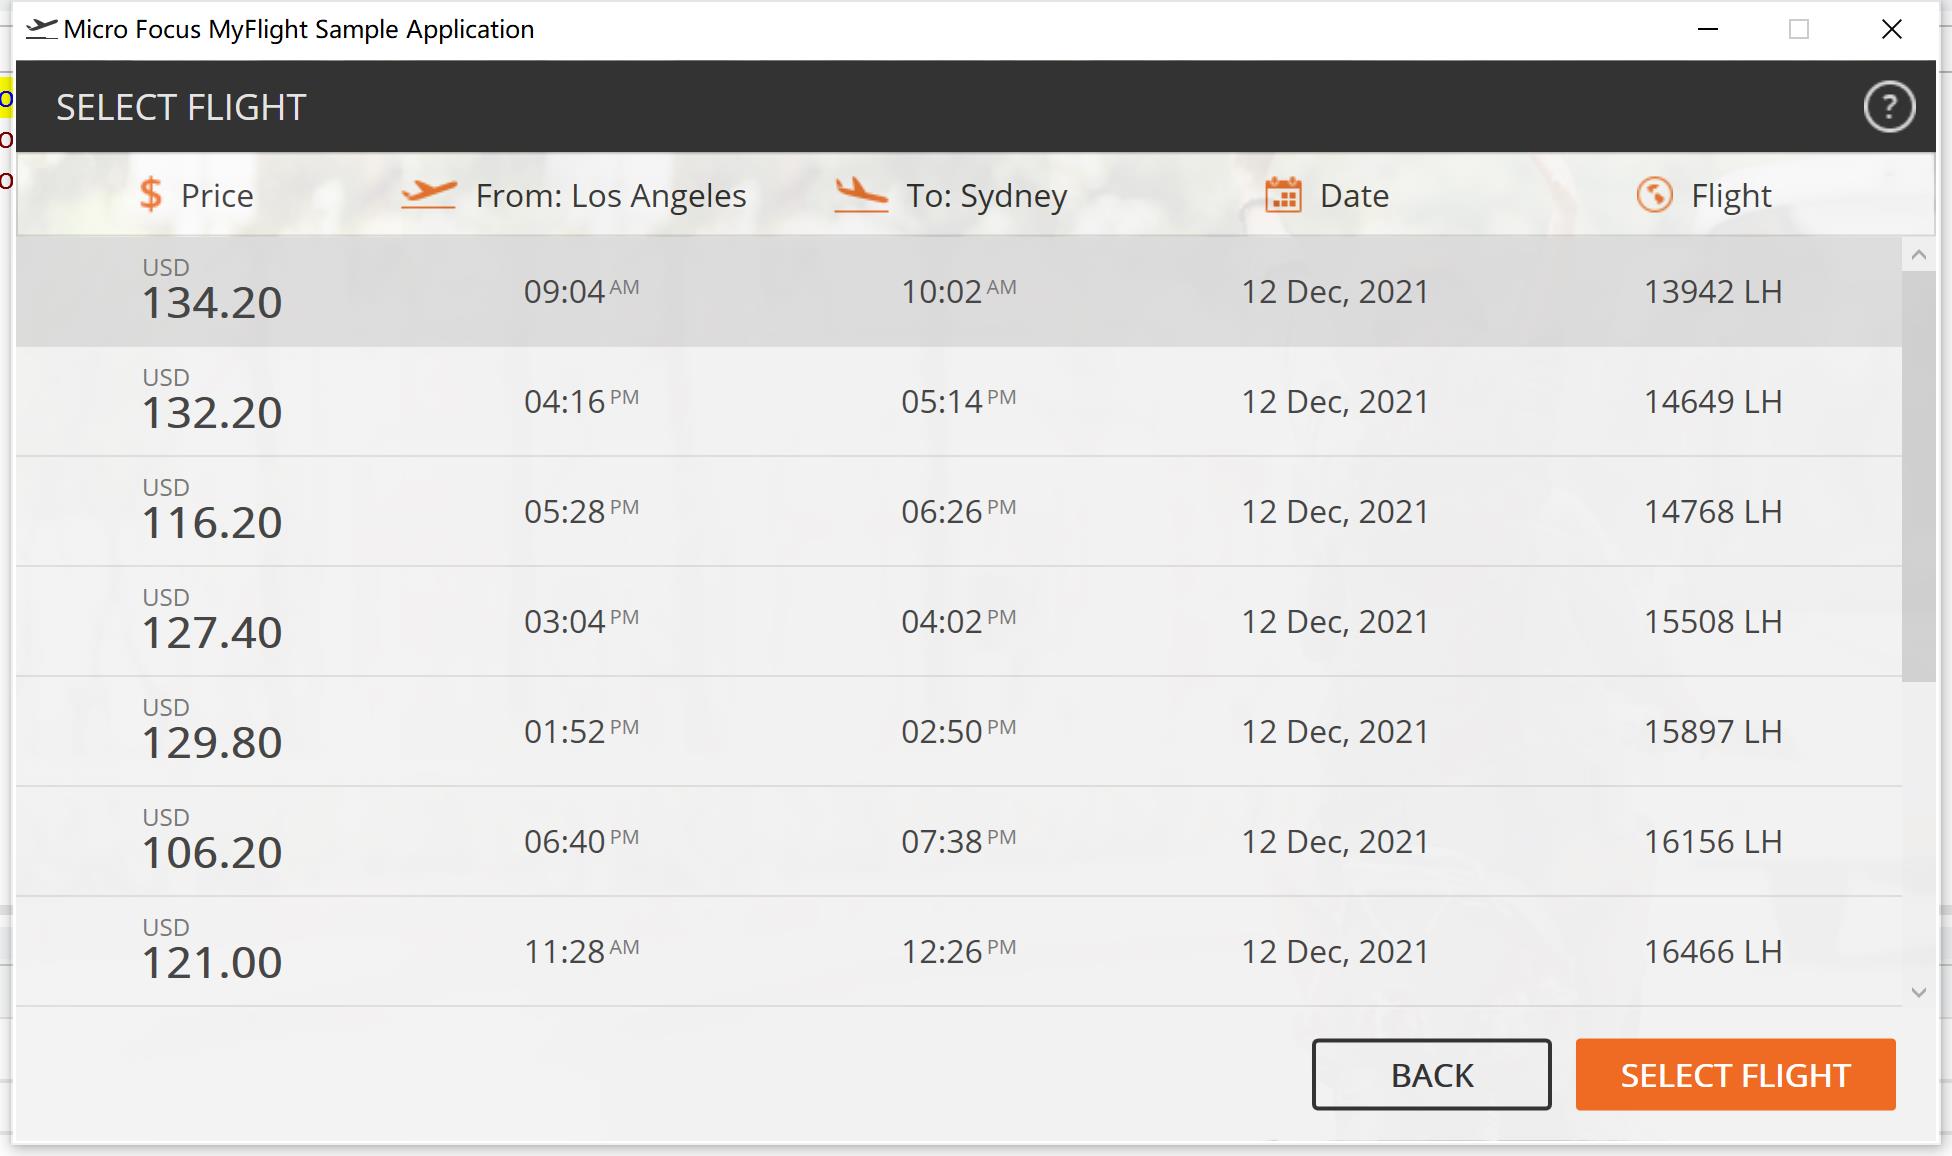 Micro Focus MyFlight Sample Application
SELECT FLIGHT ?
$ Price From: Los Angeles To: Sydney Date Flight
USD
134.20 09:04 AM 10:02 AM 12 Dec, 2021 13942 LH
USD
132.20 04:16 PM 05:14 PM 12 Dec, 2021 14649 LH
USD
116.20 05:28 PM 06:26 PM 12 Dec, 2021 14768 LH
USD
127.40 03:04 PM 04:02 PM 12 Dec, 2021 15508 LH
USD
129.80 01:52 PM 02:50 PM 12 Dec, 2021 15897 LH
USD
106.20 06:40 PM 07:38 PM 12 Dec, 2021 16156 LH
USD
121.00 11:28 AM 12:26 PM 12 Dec, 2021 16466 LH
BACK SELECT FLIGHT